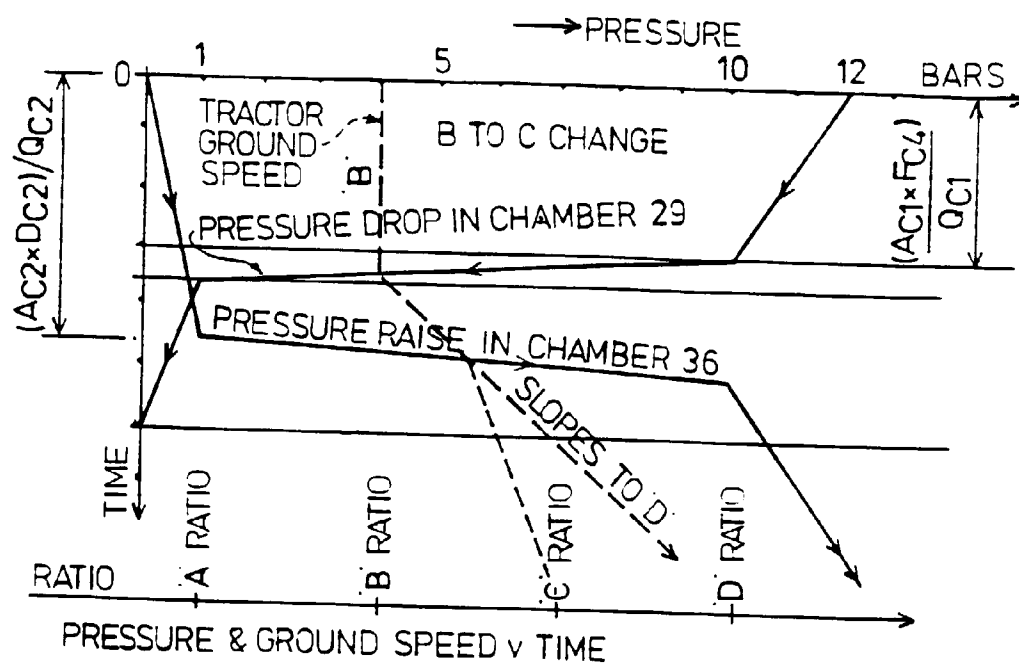 PRESSURE
1 5 10 12 BARS
0
TRACTOR
GROUND
SPEED
B
B TO C CHANGE
(AC2×DC2)/QC2
(AC1×FC4)
QC1
PRESSURE DROP IN CHAMBER 29
PRESSURE RAISE IN CHAMBER 36
SLOPES TO D
TIME
A RATIO
B RATIO
C RATIO
D RATIO
RATIO
PRESSURE & GROUND SPEED v TIME